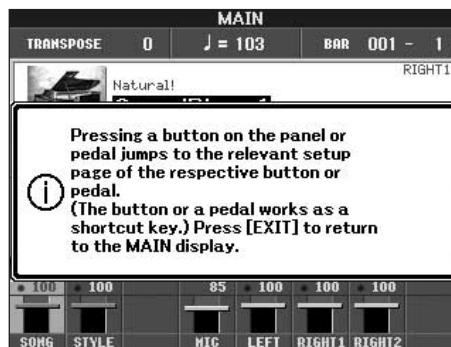 MAIN
TRANSPOSE 0 ♩= 103 BAR 001 - 1
RIGHT1
Natural!
Pressing a button on the panel or
pedal jumps to the relevant setup
page of the respective button or
pedal.
(The button or a pedal works as a
shortcut key.) Press [EXIT] to return
to the MAIN display.
100 100 85 100 100 100
SONG STYLE MIC LEFT RIGHT1 RIGHT2